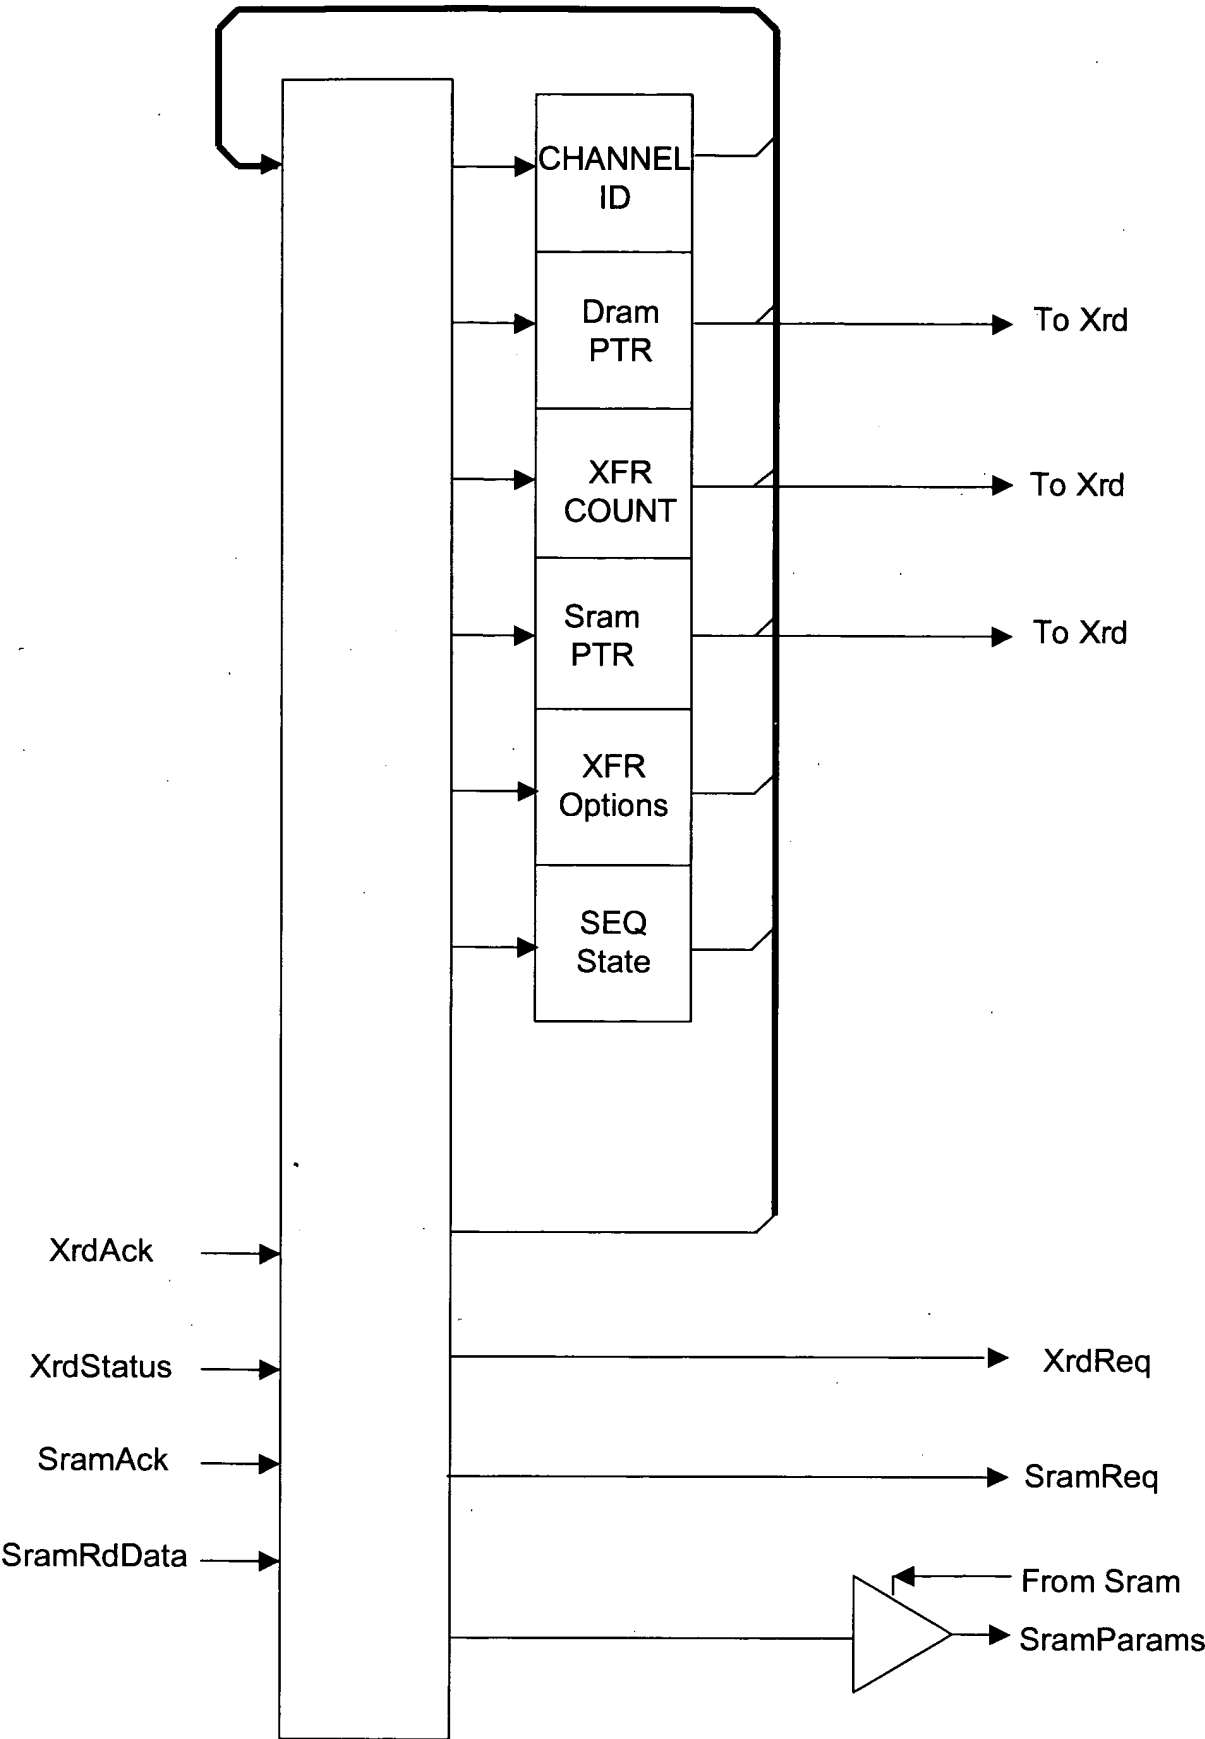 CHANNEL
ID
Dram
PTR
To Xrd
XFR
COUNT
To Xrd
Sram
PTR
To Xrd
XFR
Options
SEQ
State
XrdAck
XrdStatus
XrdReq
SramAck
SramReq
SramRdData
From Sram
SramParams